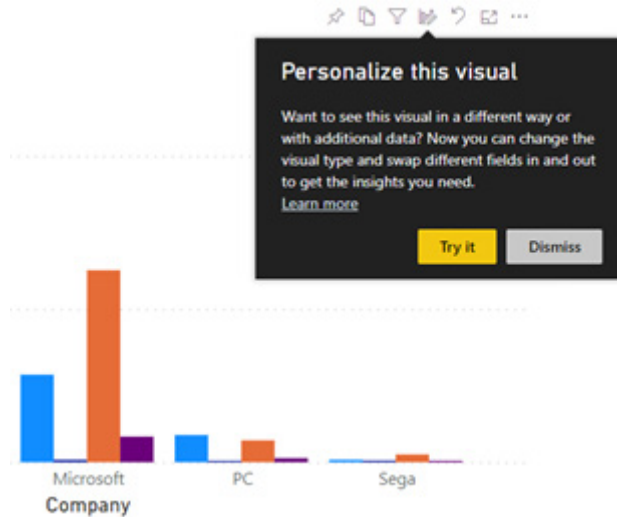 Personalize this visual
Want to see this visual in a different way or
with additional data? Now you can change the
visual type and swap different fields in and out
to get the insights you need.
Learn more
Try it
Dismiss
Microsoft
PC
Sega
Company